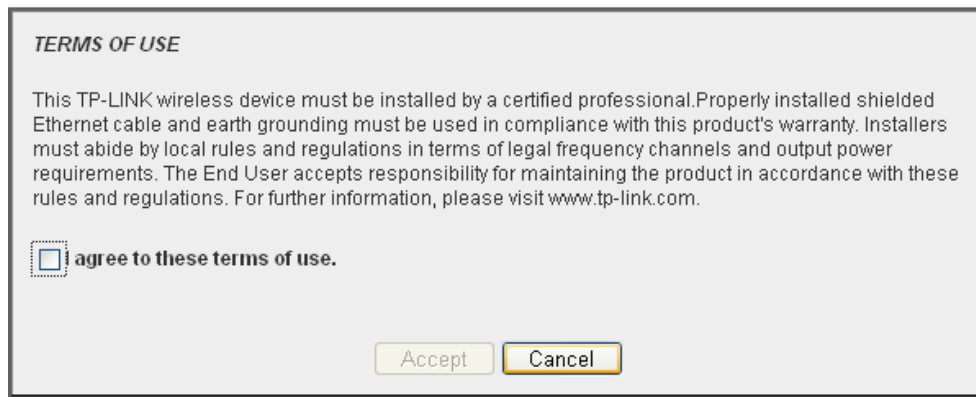 TERMS OF USE
This TP-LINK wireless device must be installed by a certified professional.Properly installed shielded
Ethernet cable and earth grounding must be used in compliance with this product's warranty. Installers
must abide by local rules and regulations in terms of legal frequency channels and output power
requirements. The End User accepts responsibility for maintaining the product in accordance with these
rules and regulations. For further information, please visit www.tp-link.com.
I agree to these terms of use.
Accept Cancel